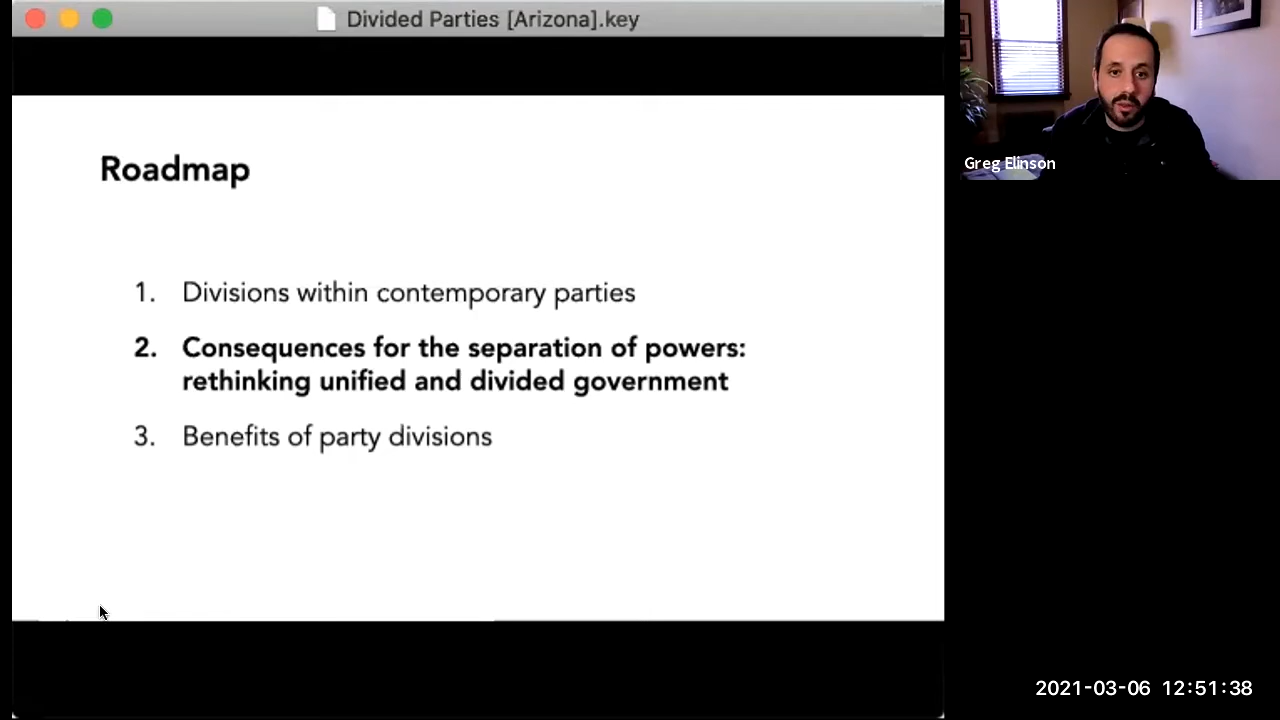 Divided Parties [Arizona].key
Roadmap
1. Divisions within contemporary parties
2. Consequences for the separation of powers:
rethinking unified and divided government
3. Benefits of party divisions
Greg Elinson
2021-03-06 12:51:38